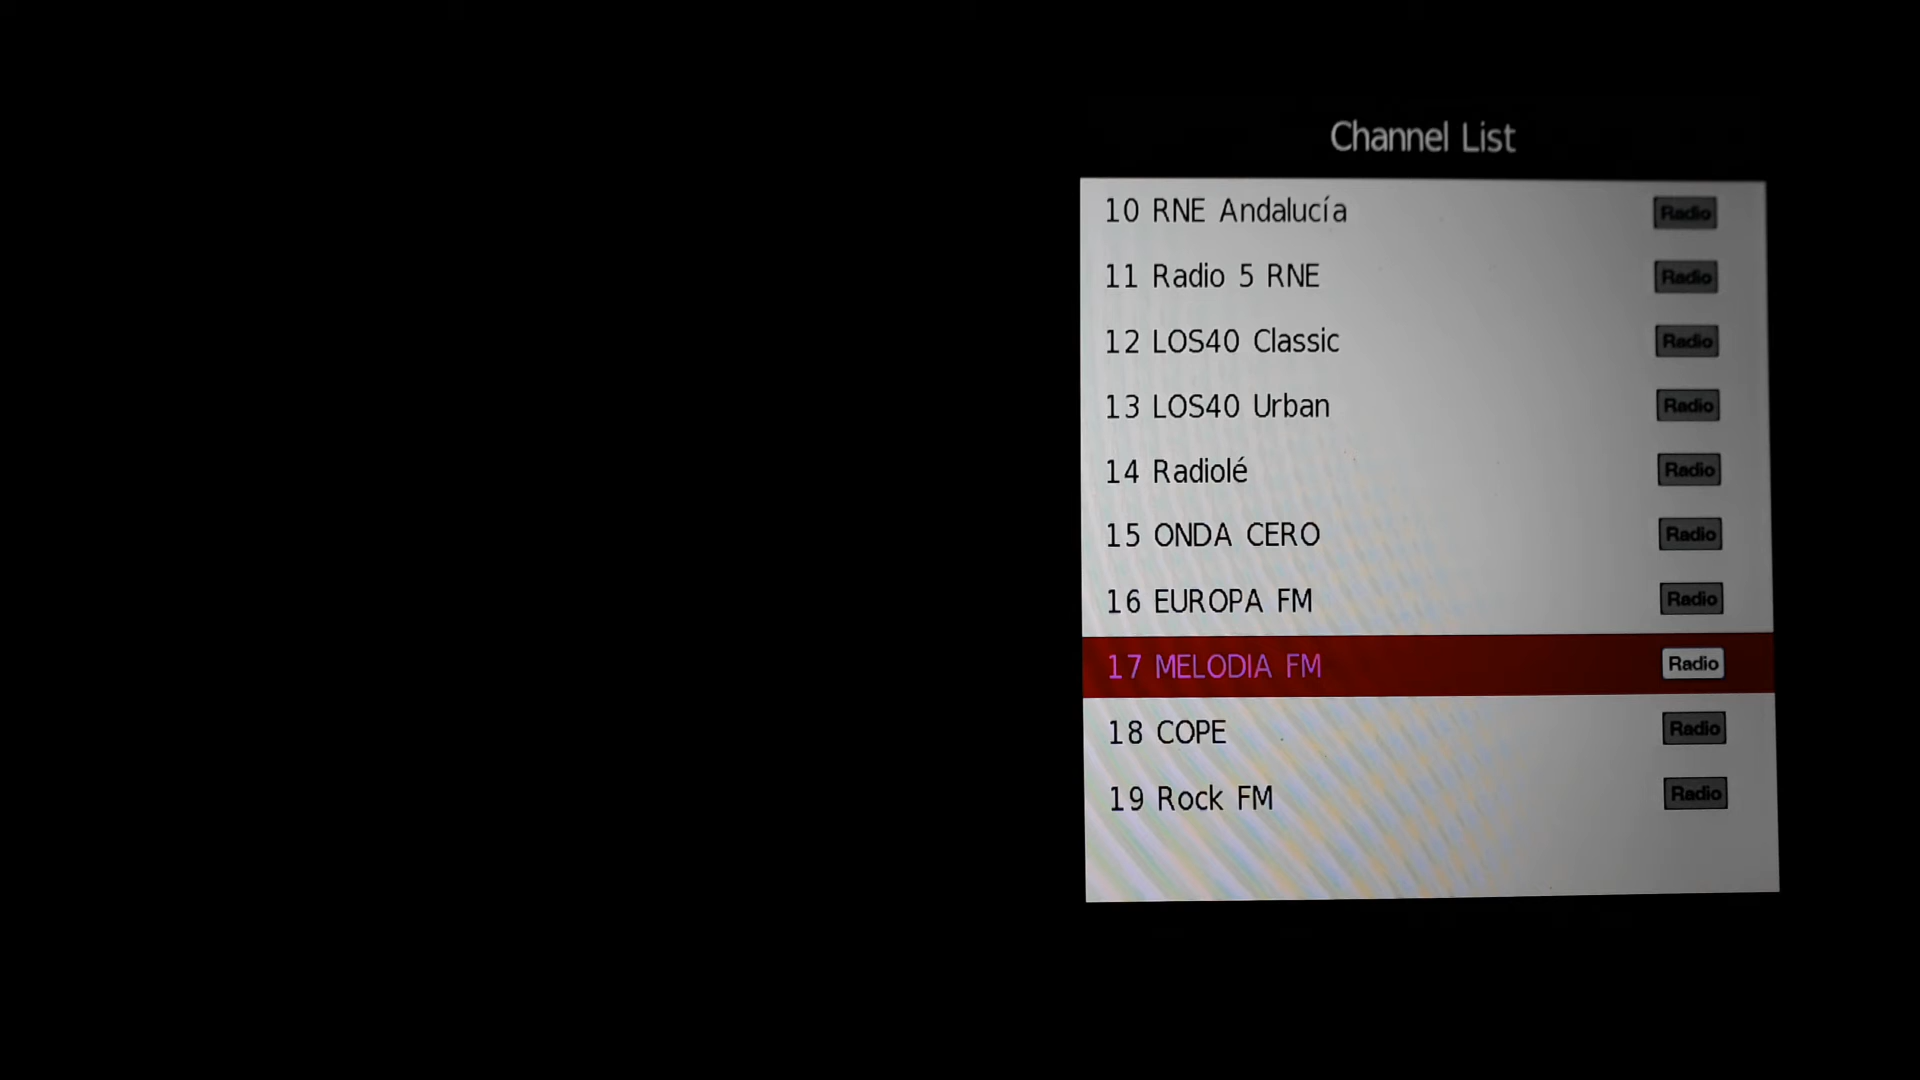 Channel List
10 RNE Andalucía Radio
11 Radio 5 RNE Radio
12 LOS40 Classic Radio
13 LOS40 Urban Radio
14 Radiolé Radio
15 ONDA CERO Radio
16 EUROPA FM Radio
17 MELODIA FM Radio
18 COPE Radio
19 Rock FM Radio